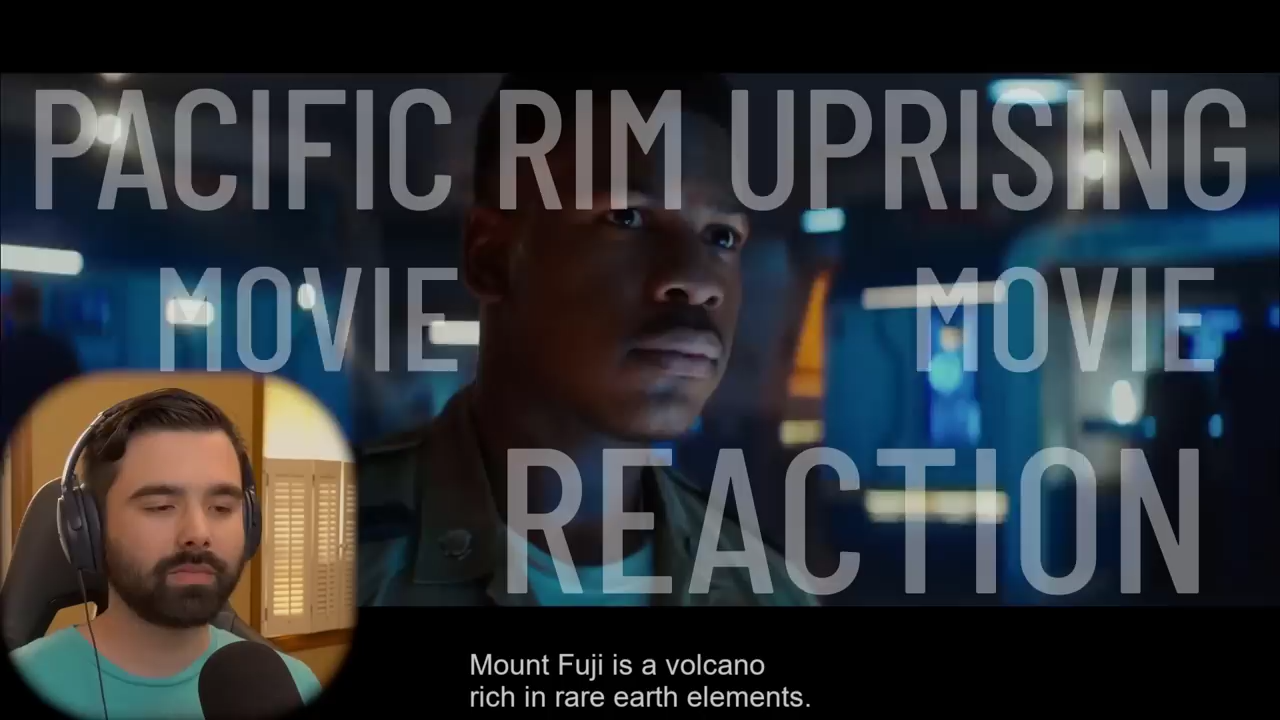 PACIFIC RIM UPRISING
MOVIE MOVIE
REACTION
Mount Fuji is a volcano
rich in rare earth elements.